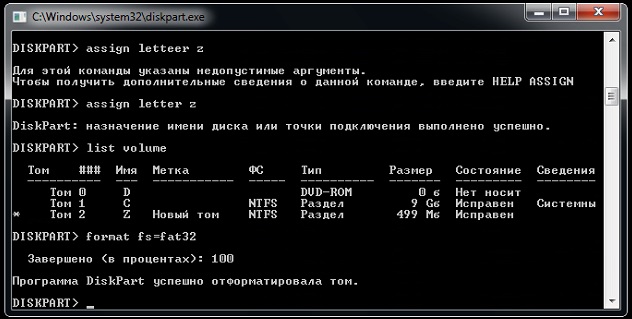 C:\Windows\system32\diskpart.exe
DISKPART> assign letteer z
Для этой команды указаны недопустимые аргументы.
Чтобы получить дополнительные сведения о данной команде, введите HELP ASSIGN
DISKPART> assign letter z
DiskPart: назначение имени диска или точки подключения выполнено успешно.
DISKPART> list volume
Том ### Имя Метка ФС Тип Размер Состояние Сведения
---------- --- ----------- ----- ---------- ------- --------- --------
Том 0 D DVD-ROM 0 б Нет носит
Том 1 C NTFS Раздел 9 Gб Исправен Системны
* Том 2 Z Новый том NTFS Раздел 499 Mб Исправен
DISKPART> format fs=fat32
Завершено (в процентах): 100
Программа DiskPart успешно отформатировала том.
DISKPART> _